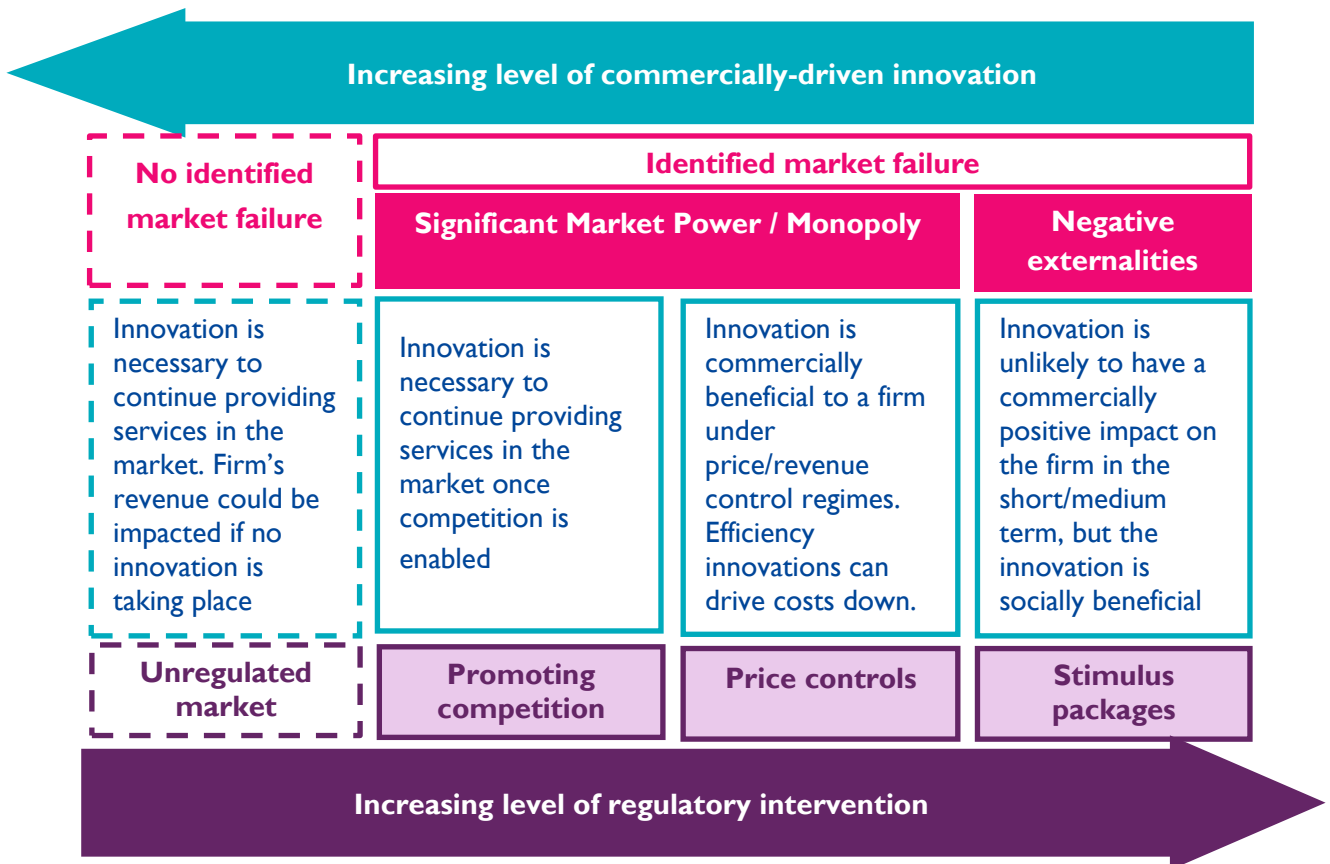 Increasing level of commercially-driven innovation
No identified
market failure
Identified market failure
Significant Market Power / Monopoly
Negative
externalities
Innovation is
necessary to
continue providing
services in the
market. Firm’s
revenue could be
impacted if no
innovation is
taking place
Innovation is
necessary to
continue providing
services in the
market once
competition is
enabled
Innovation is
commercially
beneficial to a firm
under
price/revenue
control regimes.
Efficiency
innovations can
drive costs down.
Innovation is
unlikely to have a
commercially
positive impact on
the firm in the
short/medium
term, but the
innovation is
socially beneficial
Unregulated
market
Promoting
competition
Price controls
Stimulus
packages
Increasing level of regulatory intervention